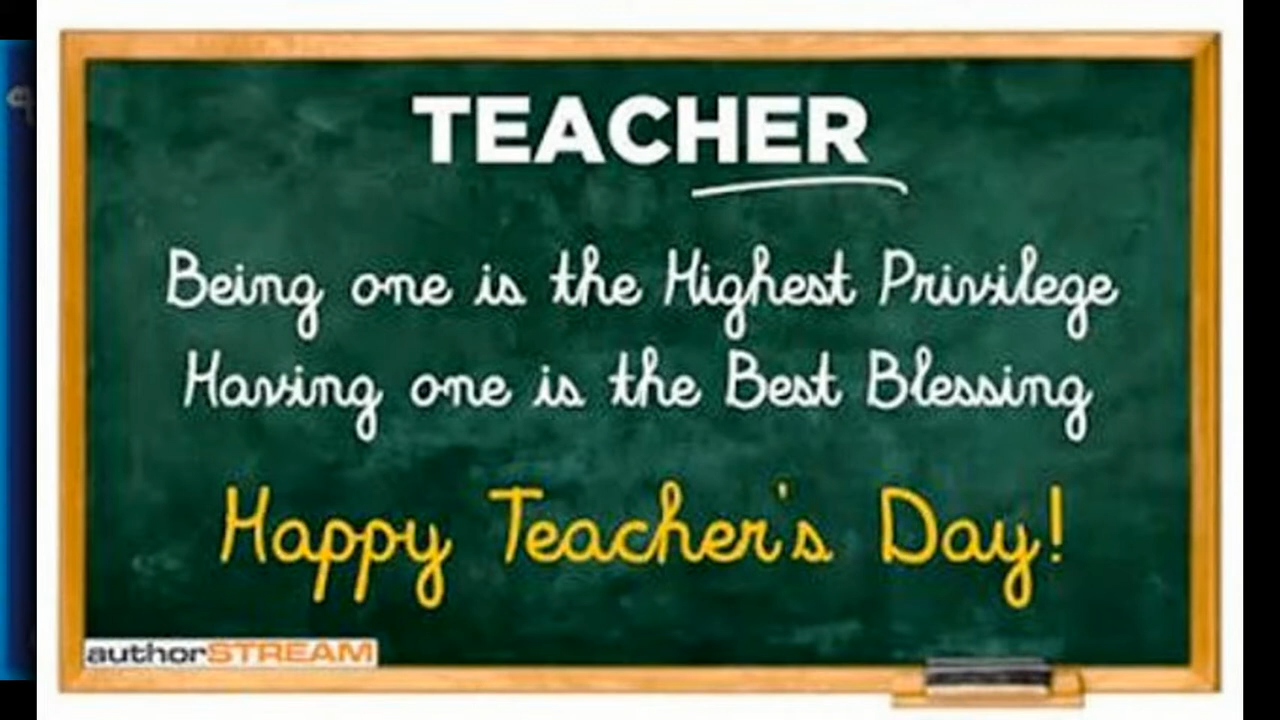 TEACHER
Being one is the Highest Privilege
Having one is the Best Blessing
Happy Teacher's Day!
authorSTREAM